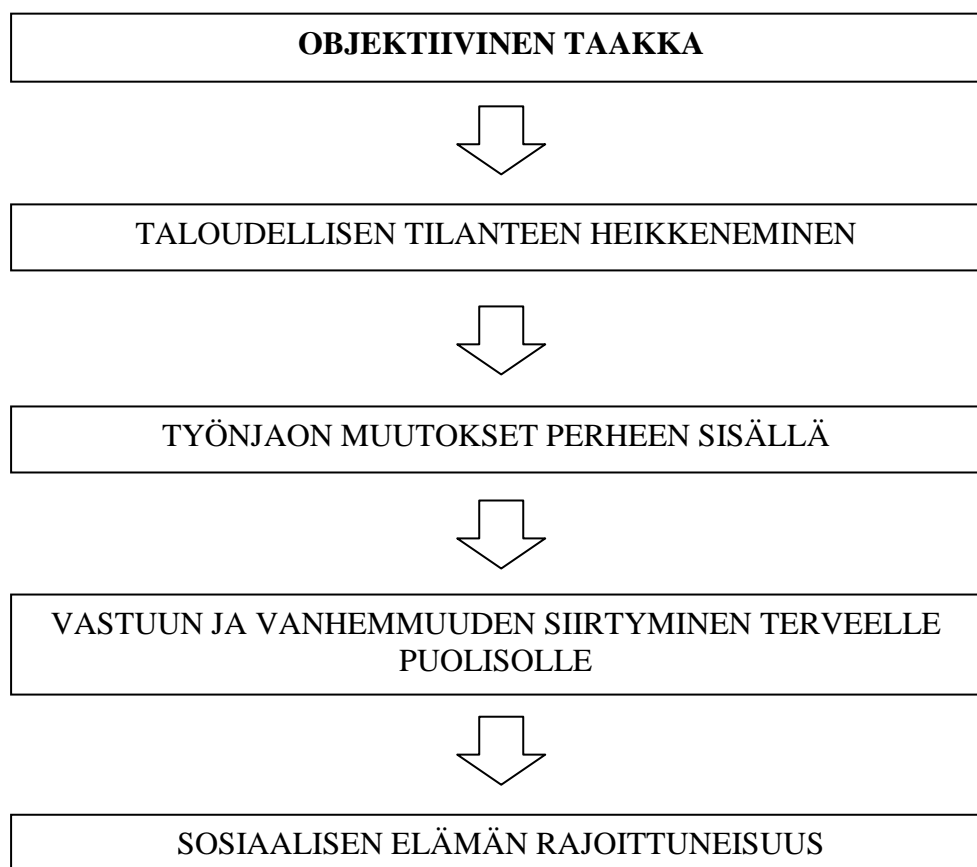 OBJEKTIIVINEN TAAKKA
TALOUDELLISEN TILANTEEN HEIKKENEMINEN
TYÖNJAON MUUTOKSET PERHEEN SISÄLLÄ
VASTUUN JA VANHEMMUUDEN SIIRTYMINEN TERVEELLE
PUOLISOLLE
SOSIAALISEN ELÄMÄN RAJOITTUNEISUUS